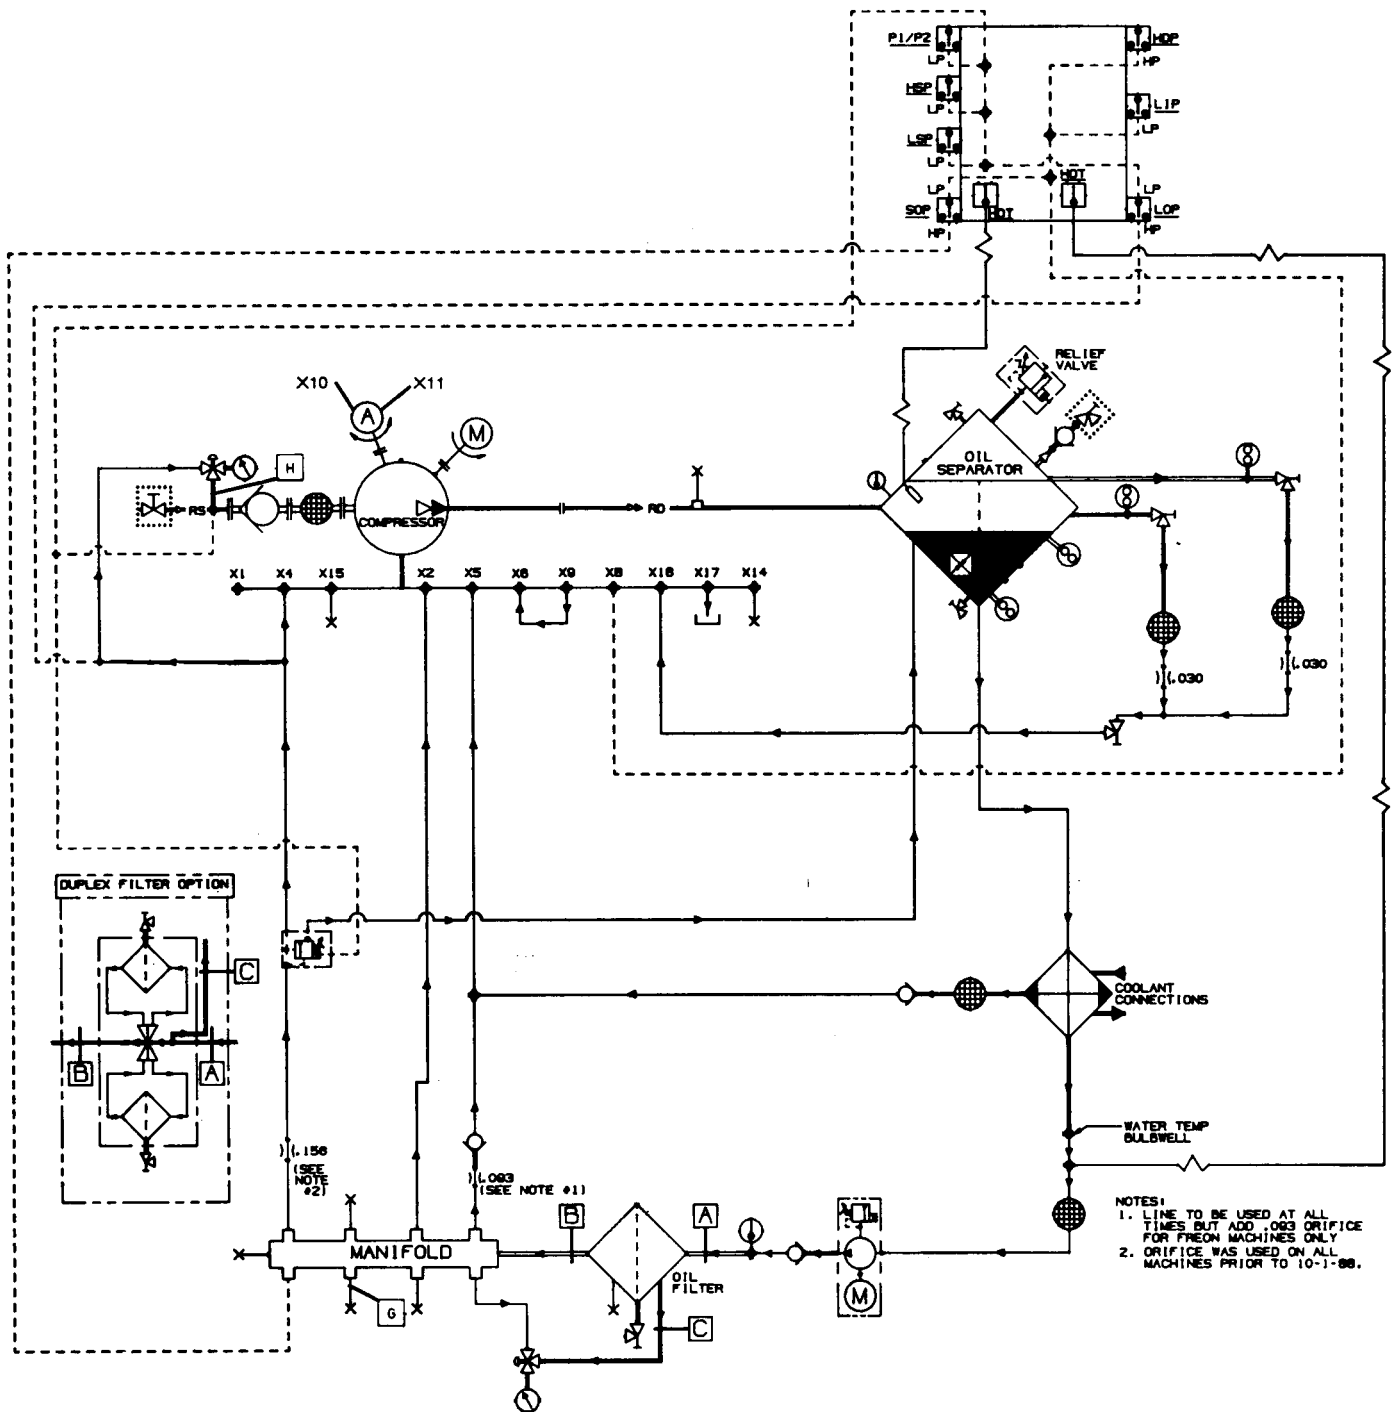 P1/P2
LP
HSP
LP
LSP
LP
LP
SOP
HP
HDP
HP
LIP
LP
HOT
LP
HOT
LOP
HP
RELIEF
VALVE
X10
X11
A
M
H
OIL
SEPARATOR
RS
COMPRESSOR
RD
X1
X4
X15
X2
X5
X6
X9
X8
X16
X17
X14
.030
.030
DUPLEX FILTER OPTION
C
B
A
COOLANT
CONNECTIONS
WATER TEMP
BULBWELL
.156
(SEE
NOTE
#2)
.093
(SEE NOTE #1)
MANIFOLD
G
B
A
OIL
FILTER
C
M
NOTES:
1. LINE TO BE USED AT ALL
TIMES BUT ADD .093 ORIFICE
FOR FREON MACHINES ONLY
2. ORIFICE WAS USED ON ALL
MACHINES PRIOR TO 10-1-88.